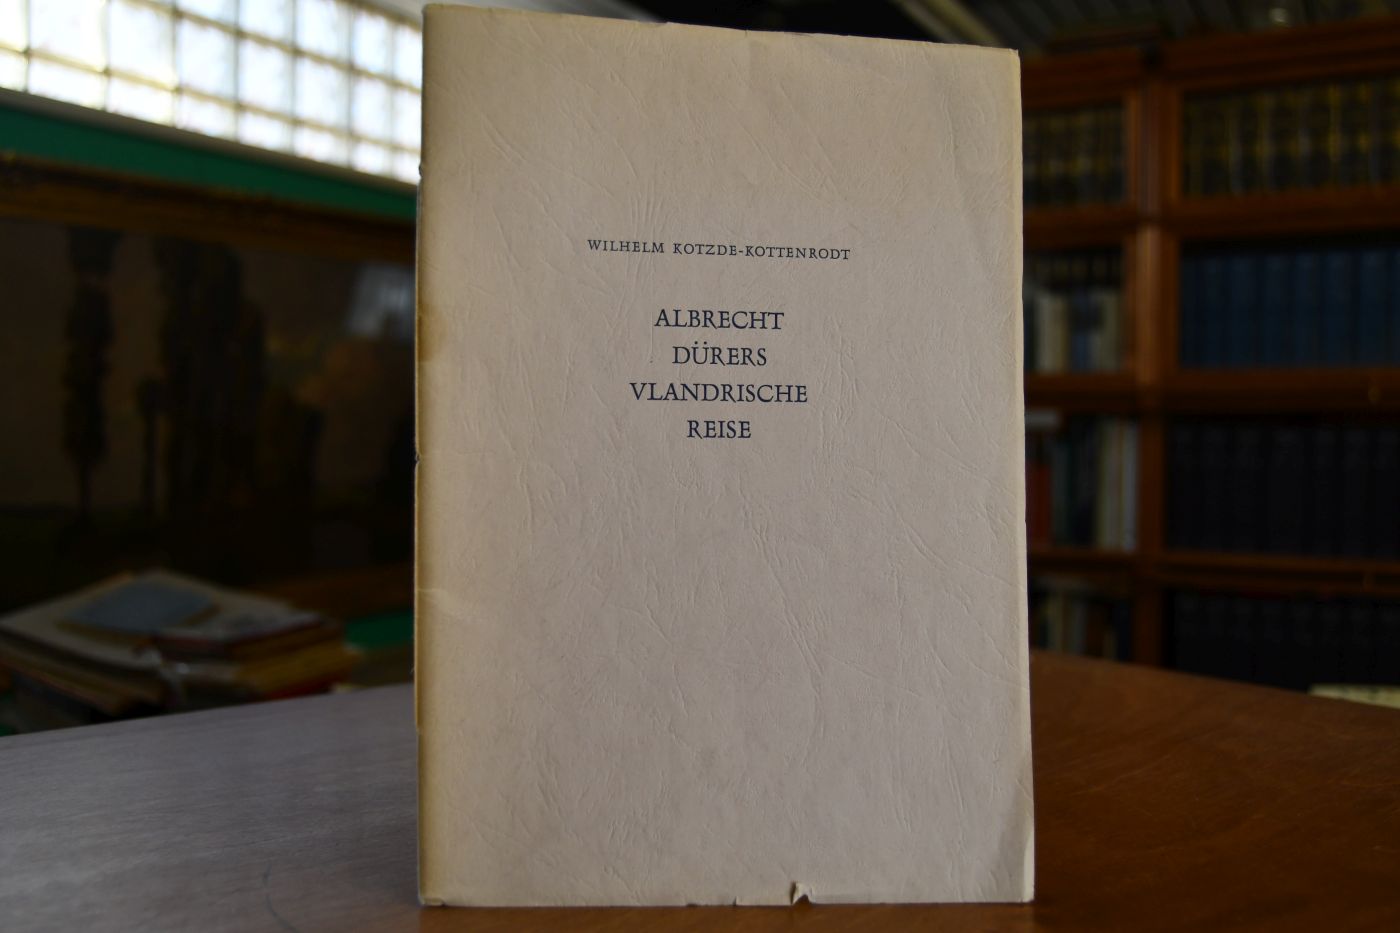 WILHELM KOTZDE-KOTTENRODT
ALBRECHT
DÜRERS
VLANDRISCHE
REISE